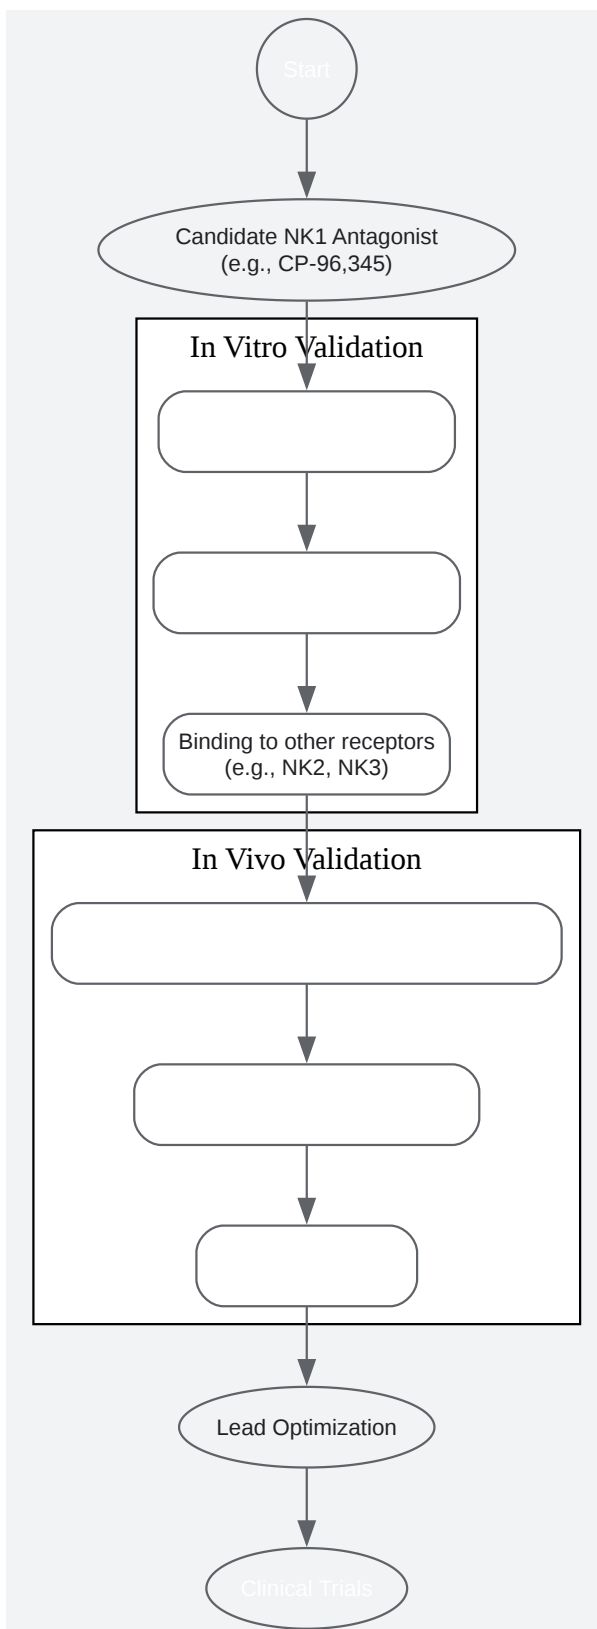 Start
Candidate NK1 Antagonist
(e.g., CP-96,345)
In Vitro Validation
Binding to other receptors
(e.g., NK2, NK3)
In Vivo Validation
Lead Optimization
Clinical Trials